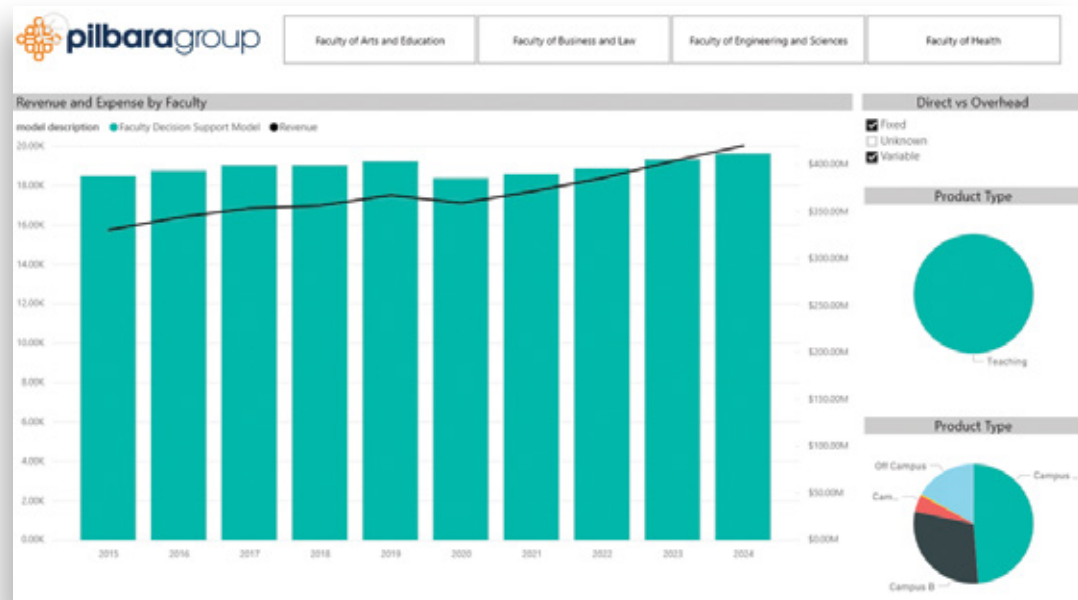 pilbaragroup
Faculty of Arts and Education
Faculty of Business and Law
Faculty of Engineering and Sciences
Faculty of Health
Revenue and Expense by Faculty
model description Faculty Decision Support Model Revenue
20.00K
18.00K
16.00K
14.00K
12.00K
10.00K
8.00K
6.00K
4.00K
2.00K
0.00K
$400.00M
$350.00M
$300.00M
$250.00M
$200.00M
$150.00M
$100.00M
$50.00M
$0.00M
2015 2016 2017 2018 2019 2020 2021 2022 2023 2024
Direct vs Overhead
Fixed
Unknown
Variable
Product Type
Teaching
Product Type
Off Campus
Campus ...
Cam...
Campus B